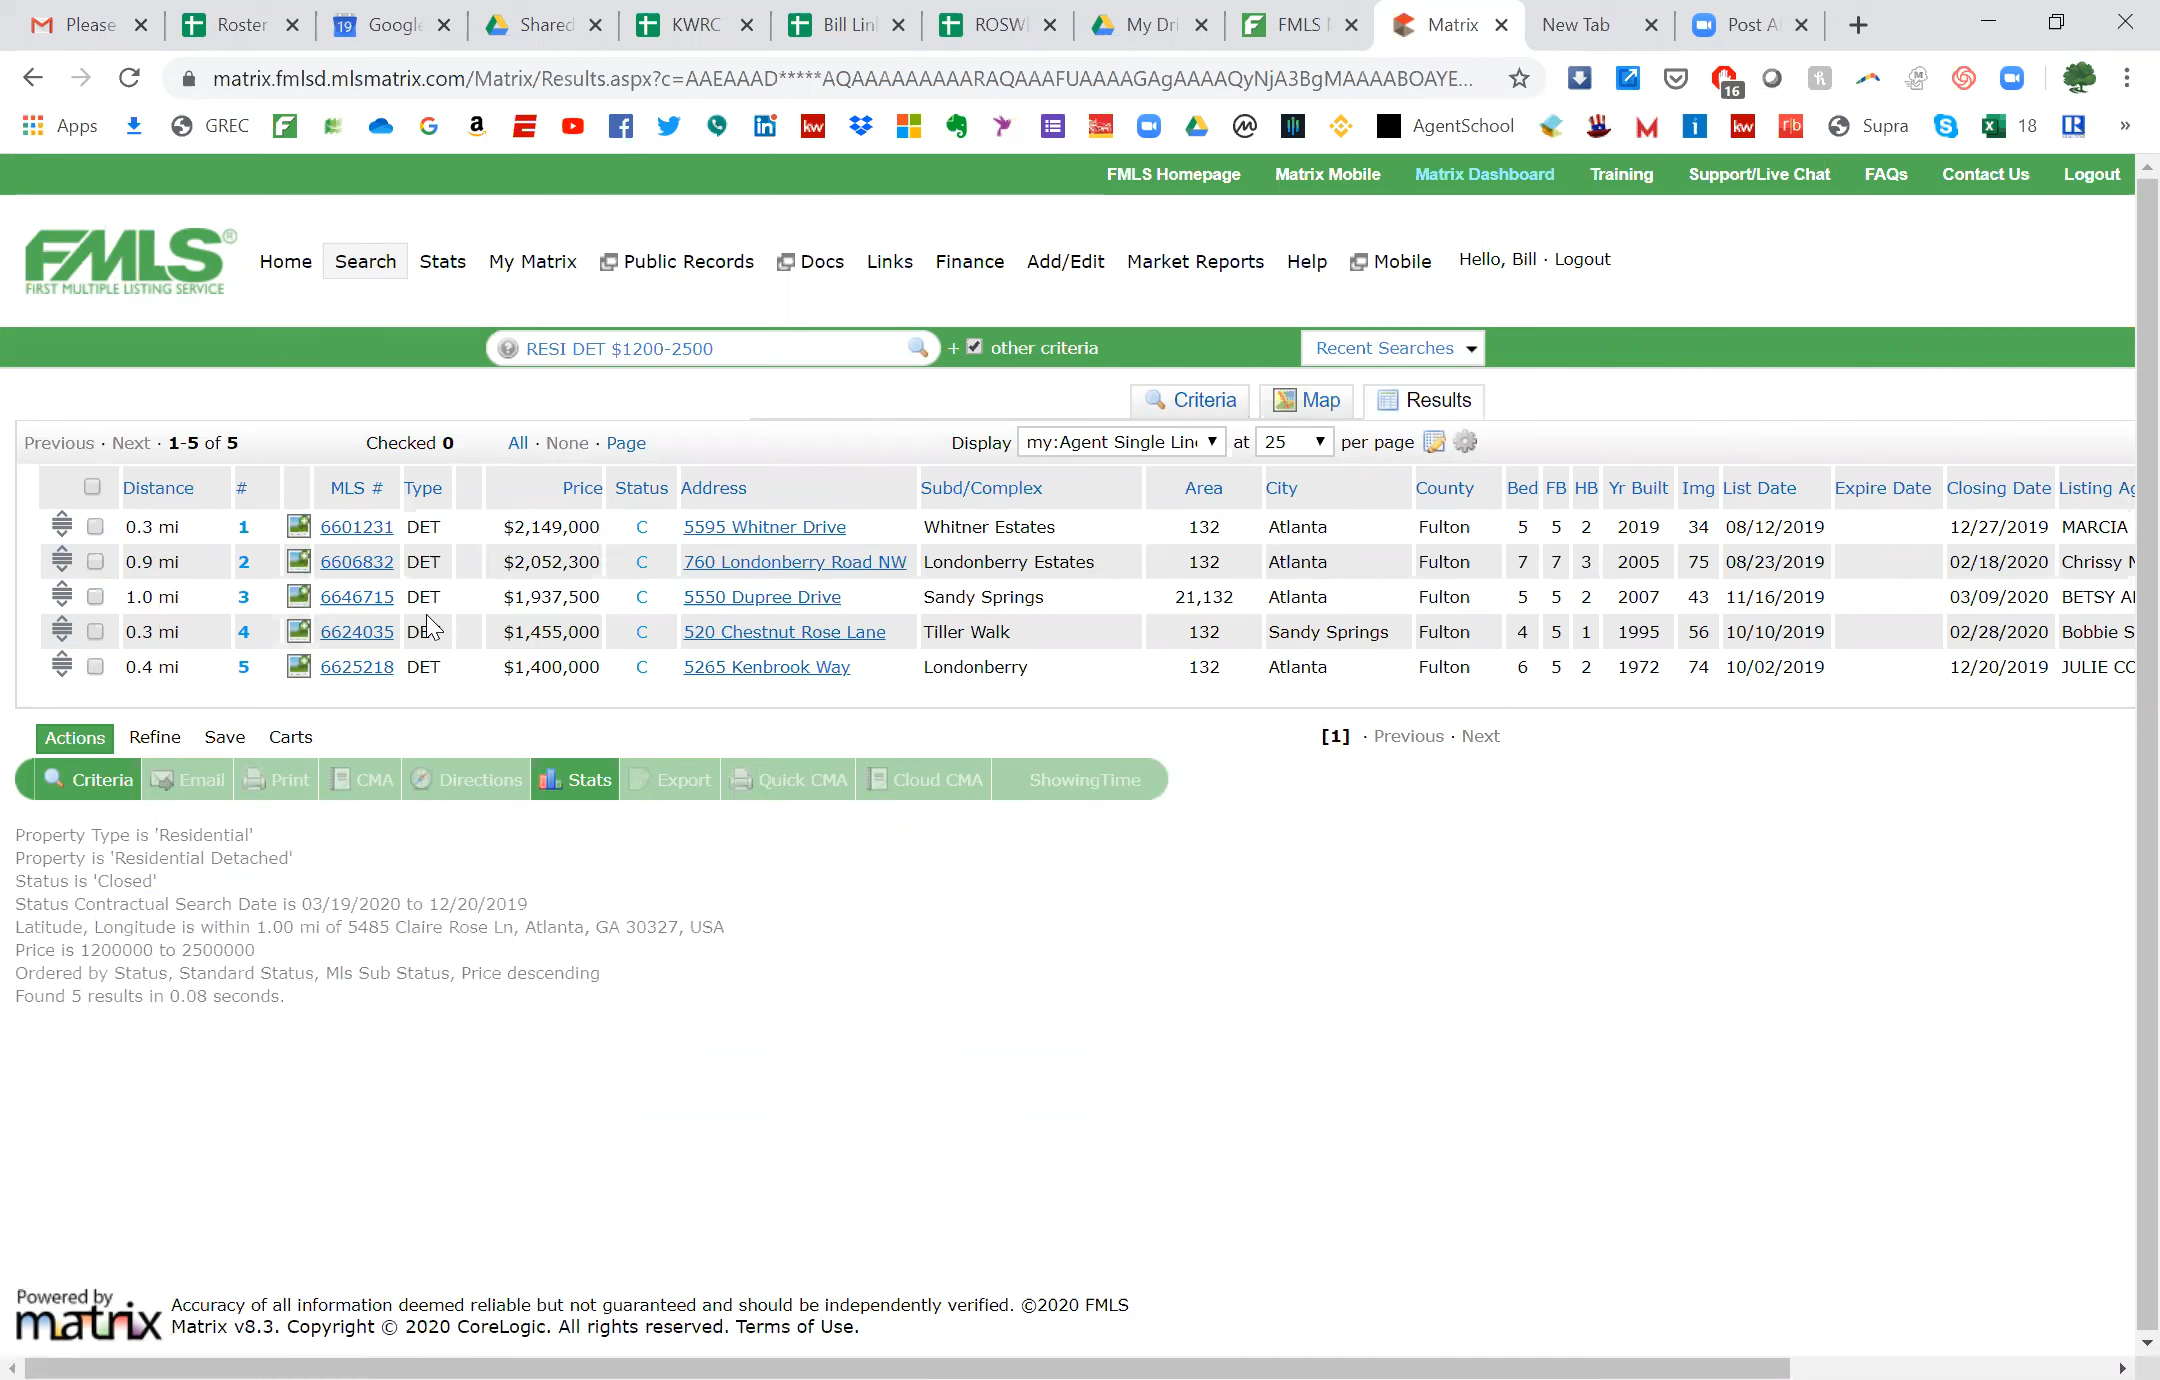 Please Roster Google Shared KWRC Bill Lin ROSW My Dri FMLS Matrix New Tab Post A
matrix.fmlsd.mlsmatrix.com/Matrix/Results.aspx?c=AAEAAAD*****AQAAAAAAAAARAQAAAFUAAAAGAgAAAAQyNjA3BgMAAAABOAYE... 16
Apps GREC AgentSchool Supra 18 »
FMLS Homepage Matrix Mobile Matrix Dashboard Training Support/Live Chat FAQs Contact Us Logout
FMLS®
FIRST MULTIPLE LISTING SERVICE
Home Search Stats My Matrix Public Records Docs Links Finance Add/Edit Market Reports Help Mobile Hello, Bill · Logout
RESI DET $1200-2500 + other criteria Recent Searches
Criteria Map Results
Previous · Next · 1-5 of 5 Checked 0 All · None · Page Display my:Agent Single Lin at 25 per page
Distance # MLS # Type Price Status Address Subd/Complex Area City County Bed FB HB Yr Built Img List Date Expire Date Closing Date Listing Ag
0.3 mi 1 6601231 DET $2,149,000 C 5595 Whitner Drive Whitner Estates 132 Atlanta Fulton 5 5 2 2019 34 08/12/2019 12/27/2019 MARCIA
0.9 mi 2 6606832 DET $2,052,300 C 760 Londonberry Road NW Londonberry Estates 132 Atlanta Fulton 7 7 3 2005 75 08/23/2019 02/18/2020 Chrissy
1.0 mi 3 6646715 DET $1,937,500 C 5550 Dupree Drive Sandy Springs 21,132 Atlanta Fulton 5 5 2 2007 43 11/16/2019 03/09/2020 BETSY
0.3 mi 4 6624035 DET $1,455,000 C 520 Chestnut Rose Lane Tiller Walk 132 Sandy Springs Fulton 4 5 1 1995 56 10/10/2019 02/28/2020 Bobbie S
0.4 mi 5 6625218 DET $1,400,000 C 5265 Kenbrook Way Londonberry 132 Atlanta Fulton 6 5 2 1972 74 10/02/2019 12/20/2019 JULIE CO
Actions Refine Save Carts [1] · Previous · Next
Criteria Email Print CMA Directions Stats Export Quick CMA Cloud CMA ShowingTime
Property Type is 'Residential'
Property is 'Residential Detached'
Status is 'Closed'
Status Contractual Search Date is 03/19/2020 to 12/20/2019
Latitude, Longitude is within 1.00 mi of 5485 Claire Rose Ln, Atlanta, GA 30327, USA
Price is 1200000 to 2500000
Ordered by Status, Standard Status, Mls Sub Status, Price descending
Found 5 results in 0.08 seconds.
Powered by
matrix
Accuracy of all information deemed reliable but not guaranteed and should be independently verified. ©2020 FMLS
Matrix v8.3. Copyright © 2020 CoreLogic. All rights reserved. Terms of Use.